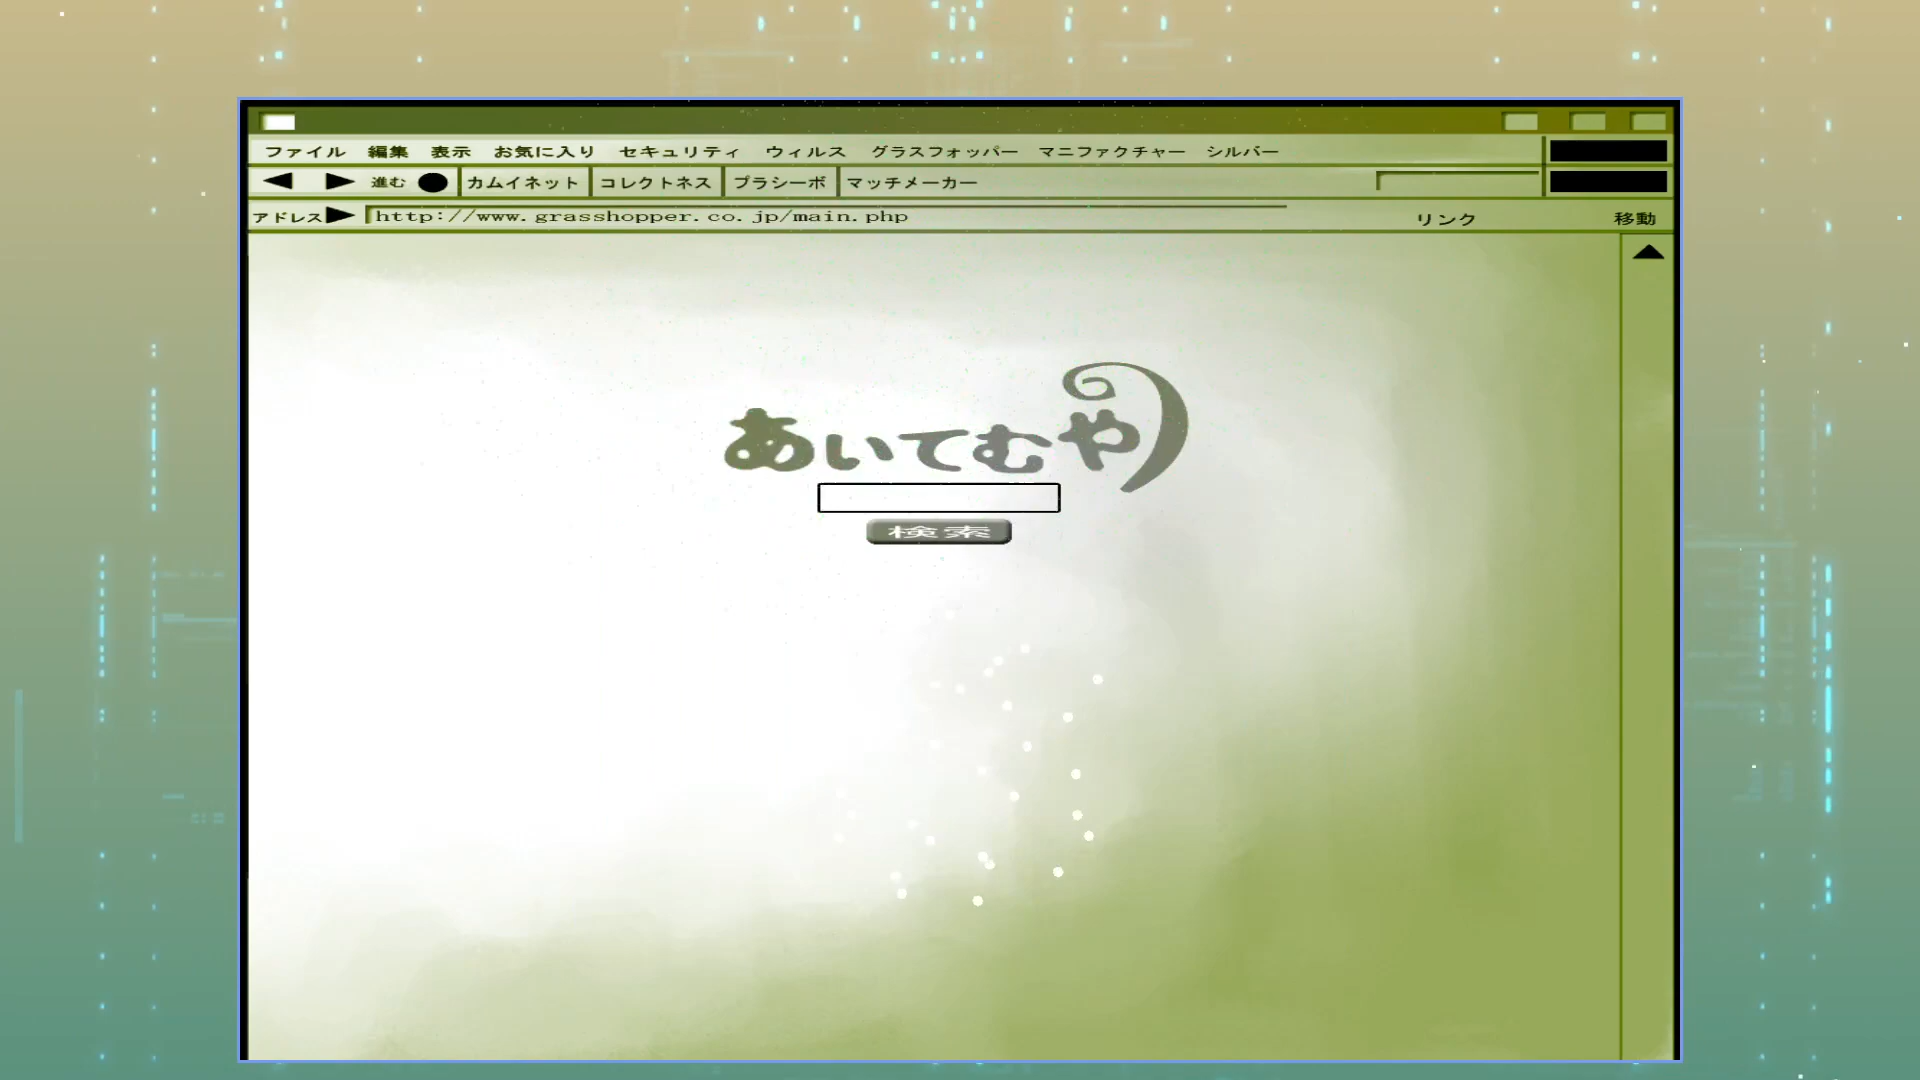 ファイル 編集 表示 お気に入り セキュリティ ウィルス グラスフォッパー マニファクチャー シルバー
進む カムイネット コレクトネス プラシーボ マッチメーカー
アドレス http://www.grasshopper.co.jp/main.php リンク 移動
あいてむや
検索